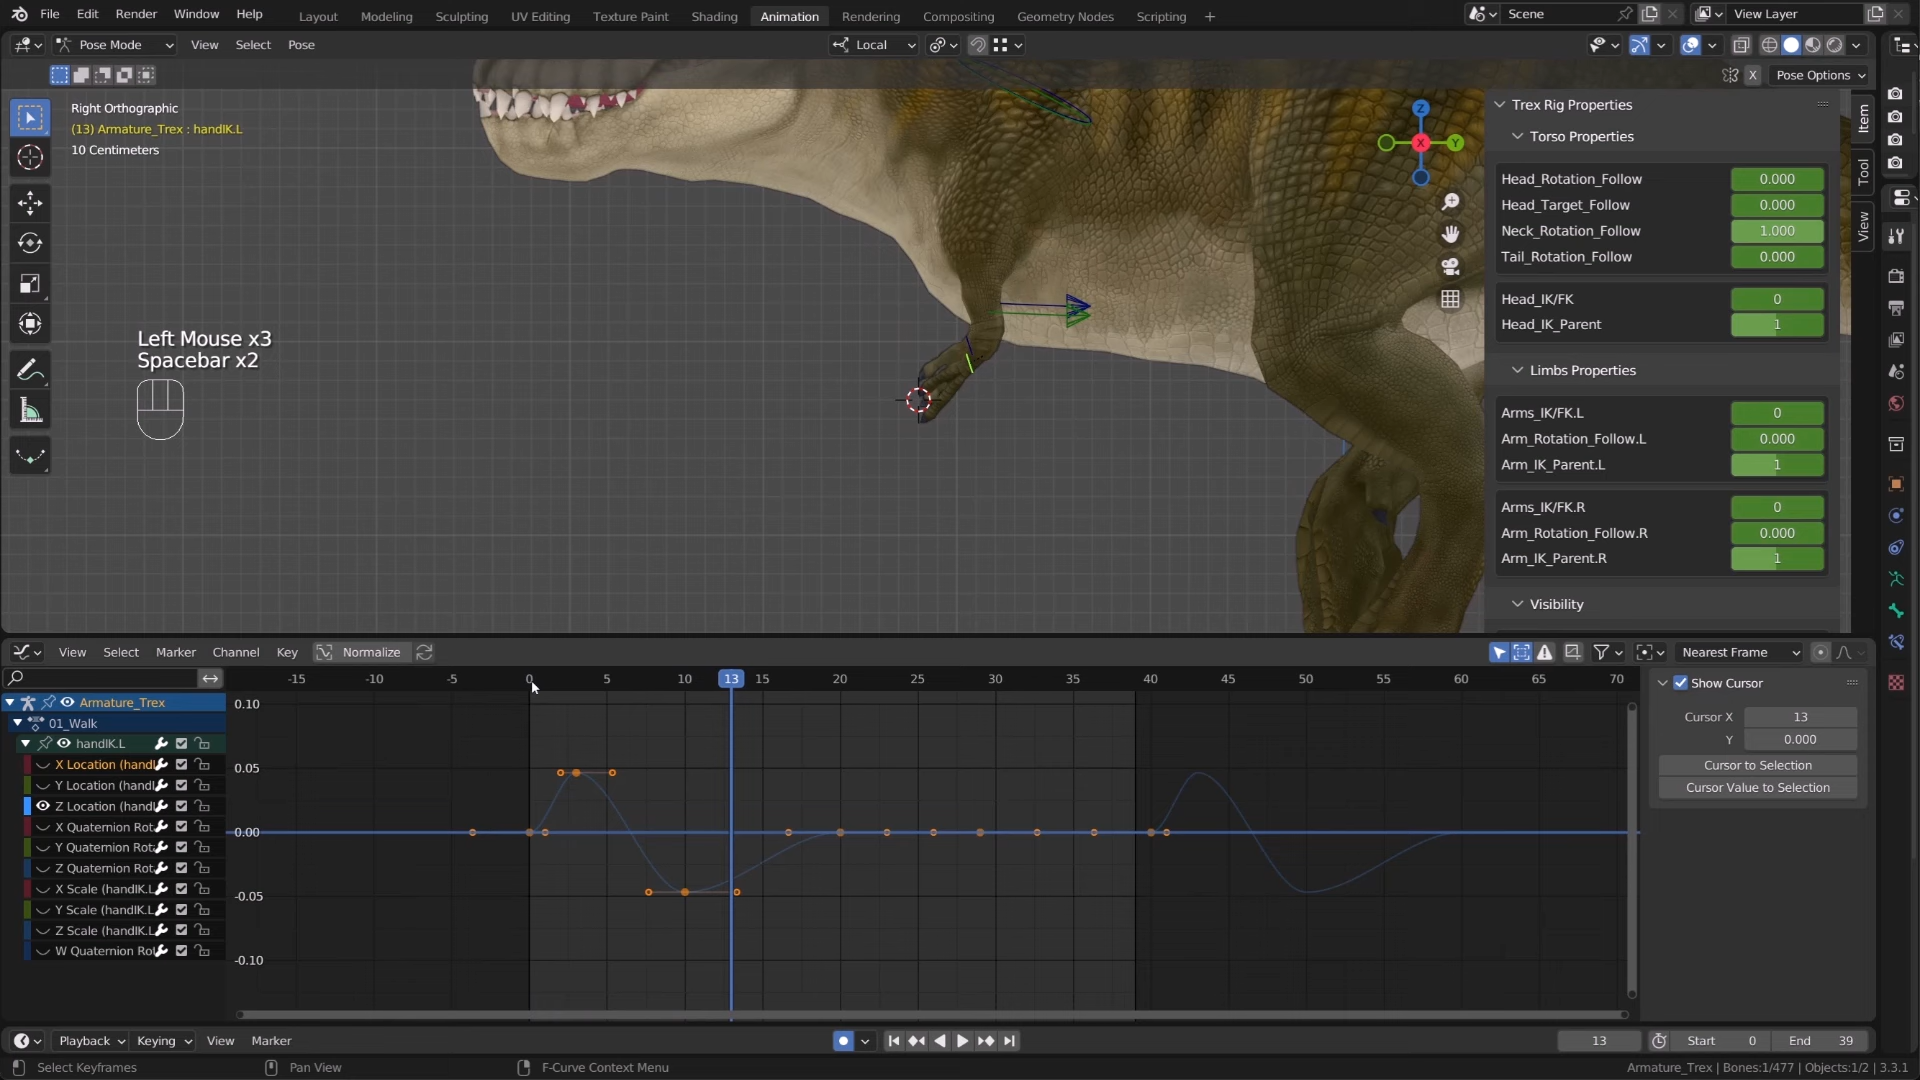 File Edit Render Window Help Layout Modeling Sculpting UV Editing Texture Paint Shading Animation Rendering Compositing Geometry Nodes Scripting + Scene View Layer
Pose Mode View Select Pose Local
X Pose Options
Right Orthographic
(13) Armature_Trex : handIK.L
10 Centimeters
Left Mouse x3
Spacebar x2
Z
X
Y
Trex Rig Properties
Torso Properties
Head_Rotation_Follow 0.000
Head_Target_Follow 0.000
Neck_Rotation_Follow 1.000
Tail_Rotation_Follow 0.000
Head_IK/FK 0
Head_IK_Parent 1
Limbs Properties
Arms_IK/FK.L 0
Arm_Rotation_Follow.L 0.000
Arm_IK_Parent.L 1
Arms_IK/FK.R 0
Arm_Rotation_Follow.R 0.000
Arm_IK_Parent.R 1
Visibility
Item
Tool
View
View Select Marker Channel Key Normalize Nearest Frame
-15 -10 -5 0 5 10 13 15 20 25 30 35 40 45 50 55 60 65 70
Armature_Trex
01_Walk
handIK.L
X Location (handI
Y Location (handI
Z Location (handI
X Quaternion Rot
Y Quaternion Rot
Z Quaternion Rot
X Scale (handIK.L
Y Scale (handIK.L
Z Scale (handIK.L
W Quaternion Rot
0.10
0.05
0.00
-0.05
-0.10
Show Cursor
Cursor X 13
Y 0.000
Cursor to Selection
Cursor Value to Selection
Playback Keying View Marker 13 Start 0 End 39
Select Keyframes Pan View F-Curve Context Menu Armature_Trex | Bones:1/477 | Objects:1/2 | 3.3.1